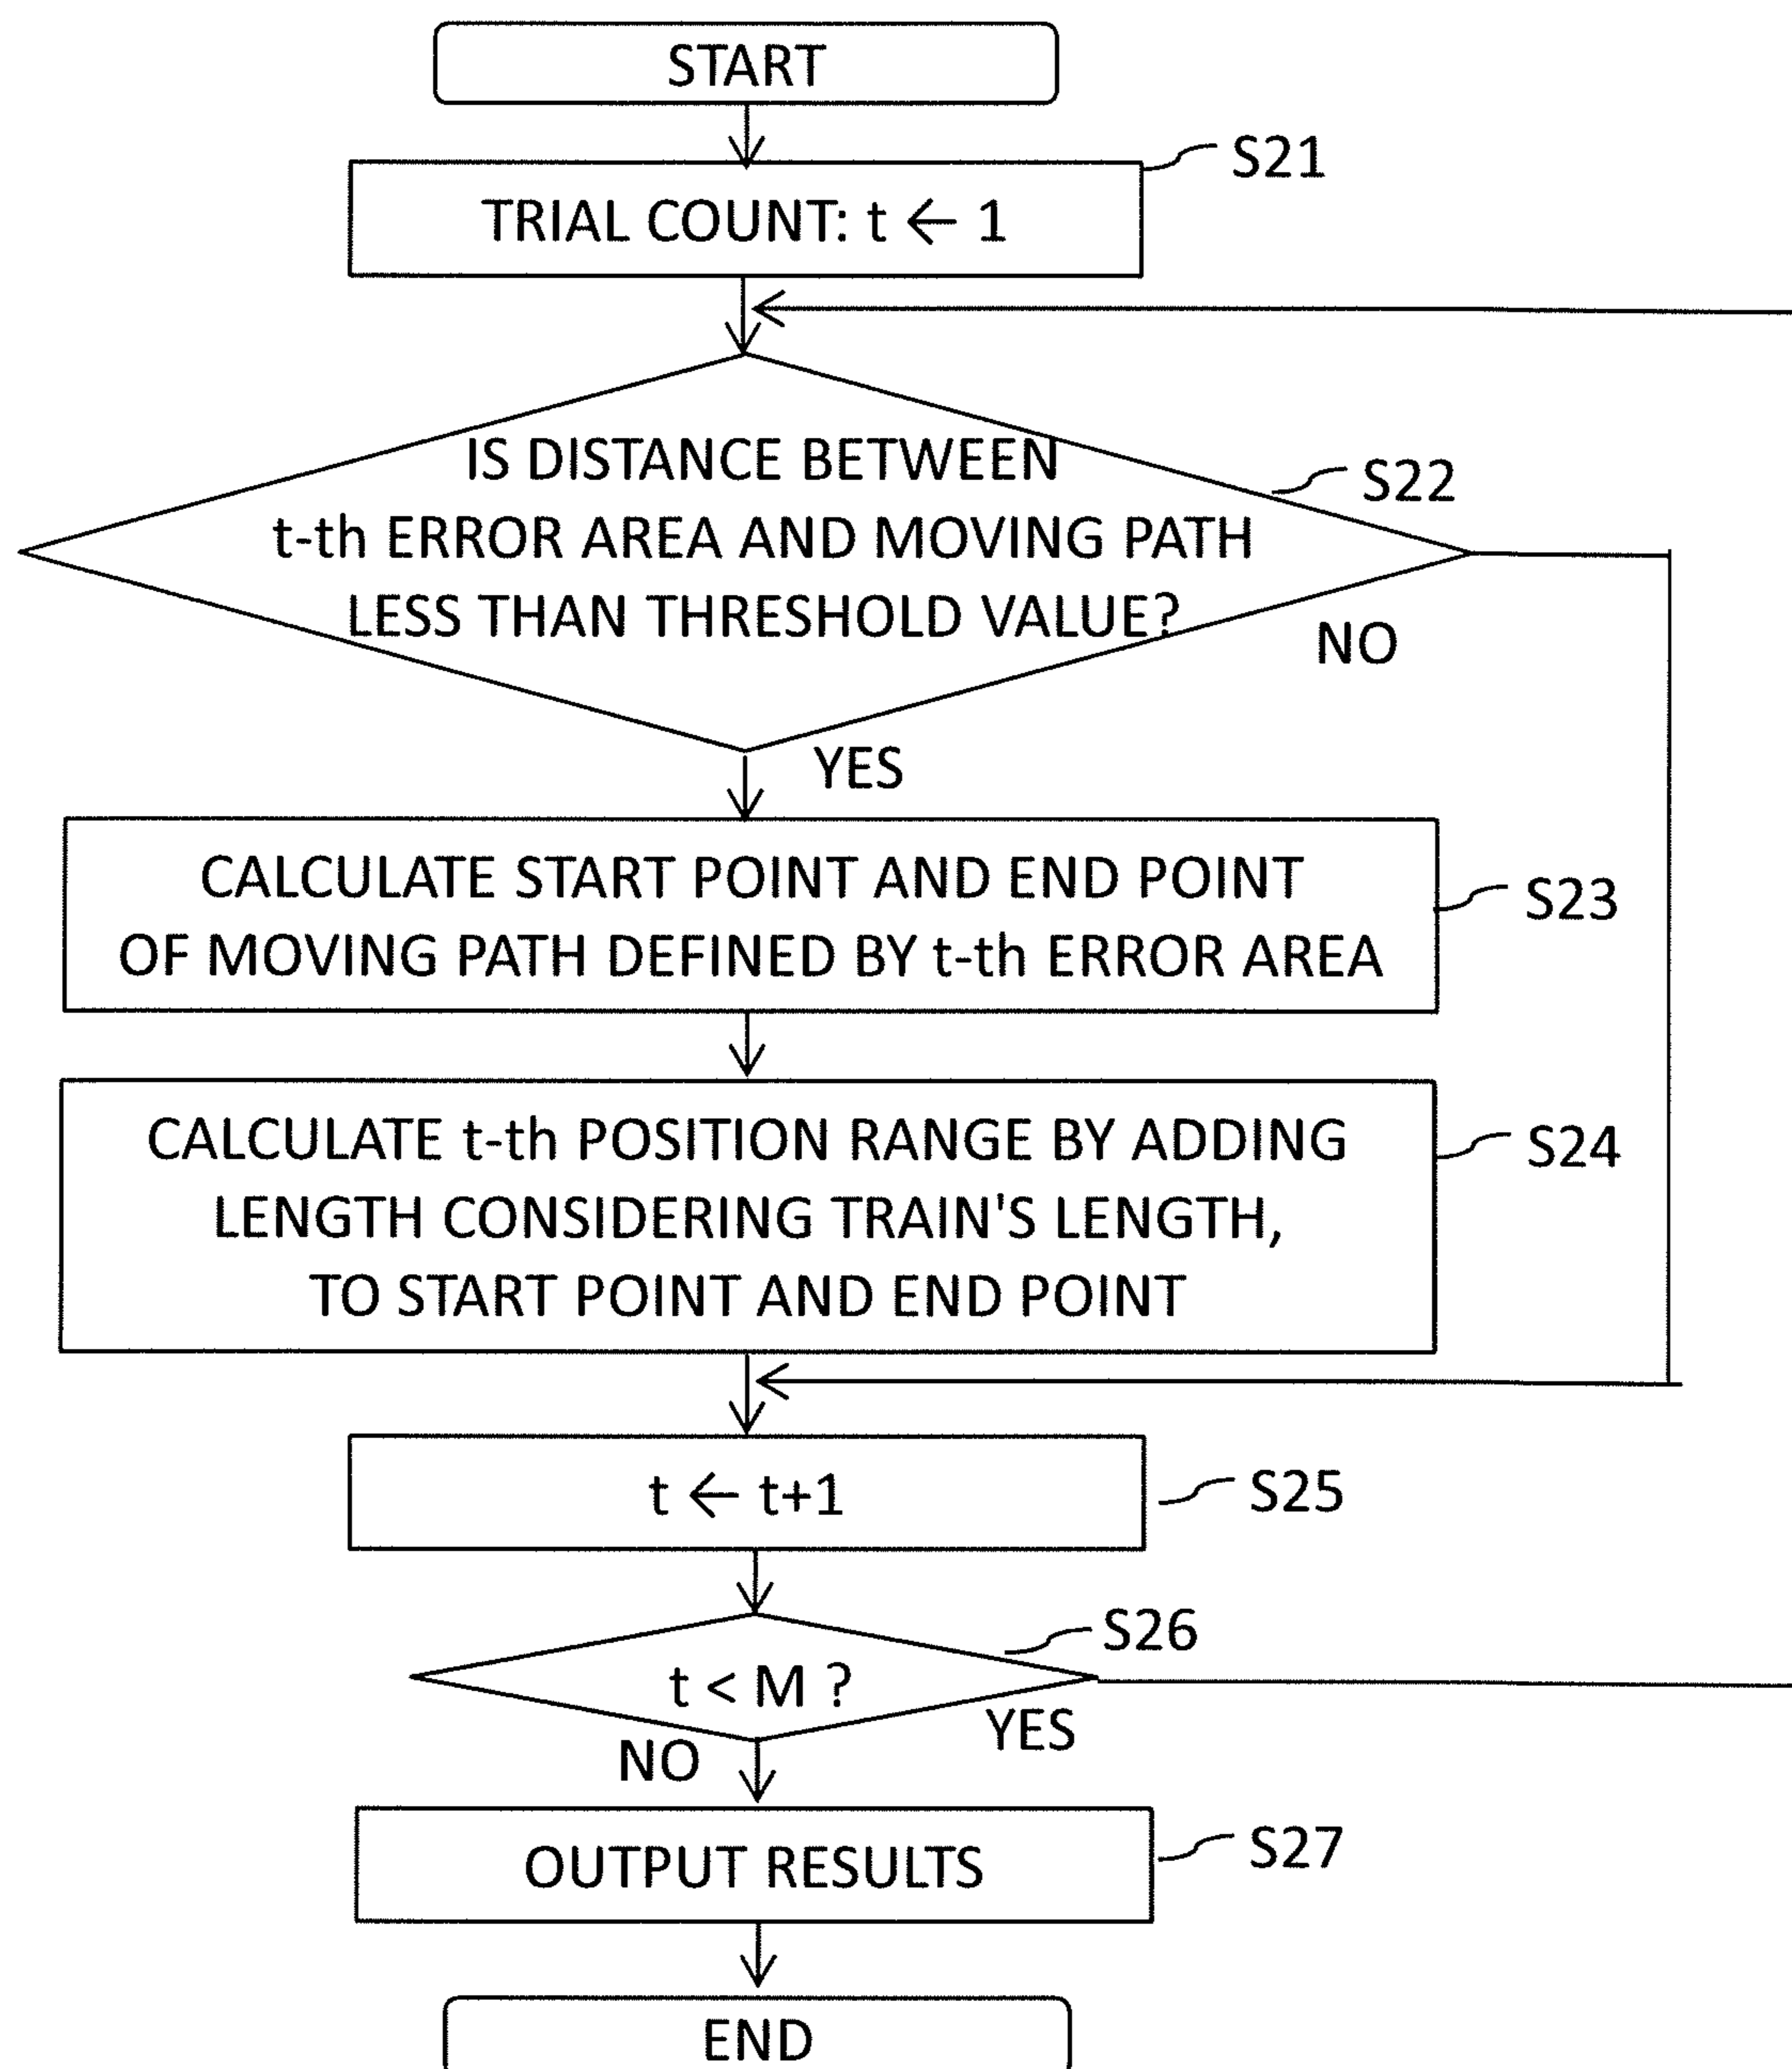 START
S21
TRIAL COUNT: t ← 1
IS DISTANCE BETWEEN
S22
t-th ERROR AREA AND MOVING PATH
LESS THAN THRESHOLD VALUE?
NO
YES
CALCULATE START POINT AND END POINT
S23
OF MOVING PATH DEFINED BY t-th ERROR AREA
CALCULATE t-th POSITION RANGE BY ADDING
S24
LENGTH CONSIDERING TRAIN'S LENGTH,
TO START POINT AND END POINT
t ← t+1
S25
S26
t < M ?
YES
NO
OUTPUT RESULTS
S27
END